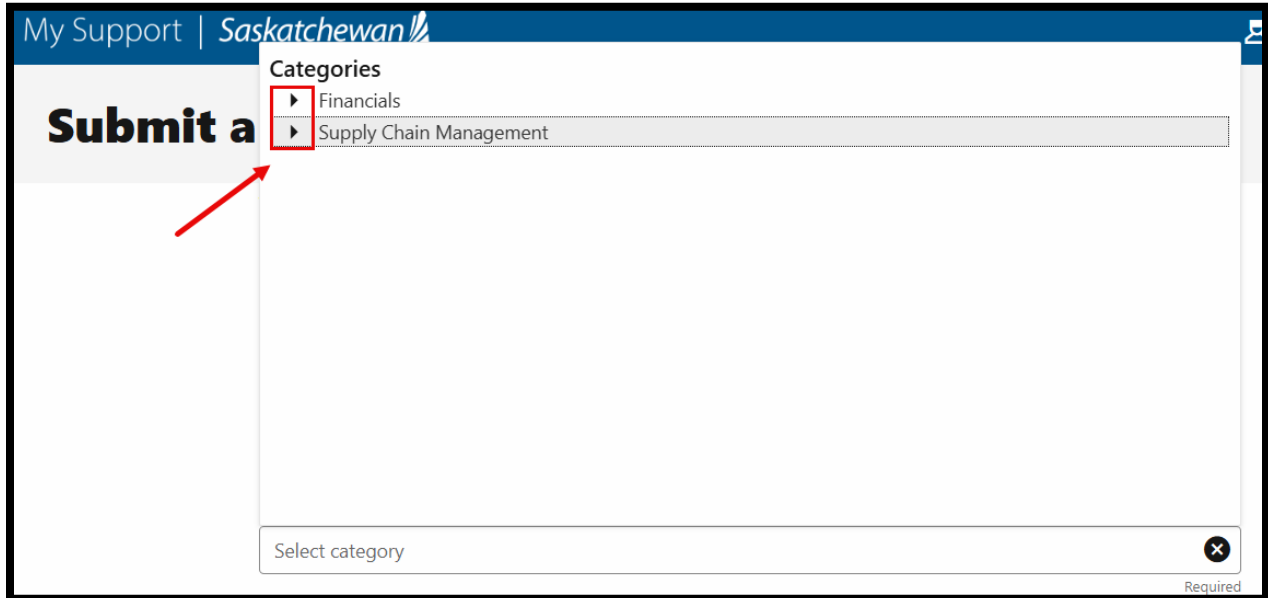 My Support | Saskatchewan
Categories
Financials
Submit a
Supply Chain Management
Select category
Required